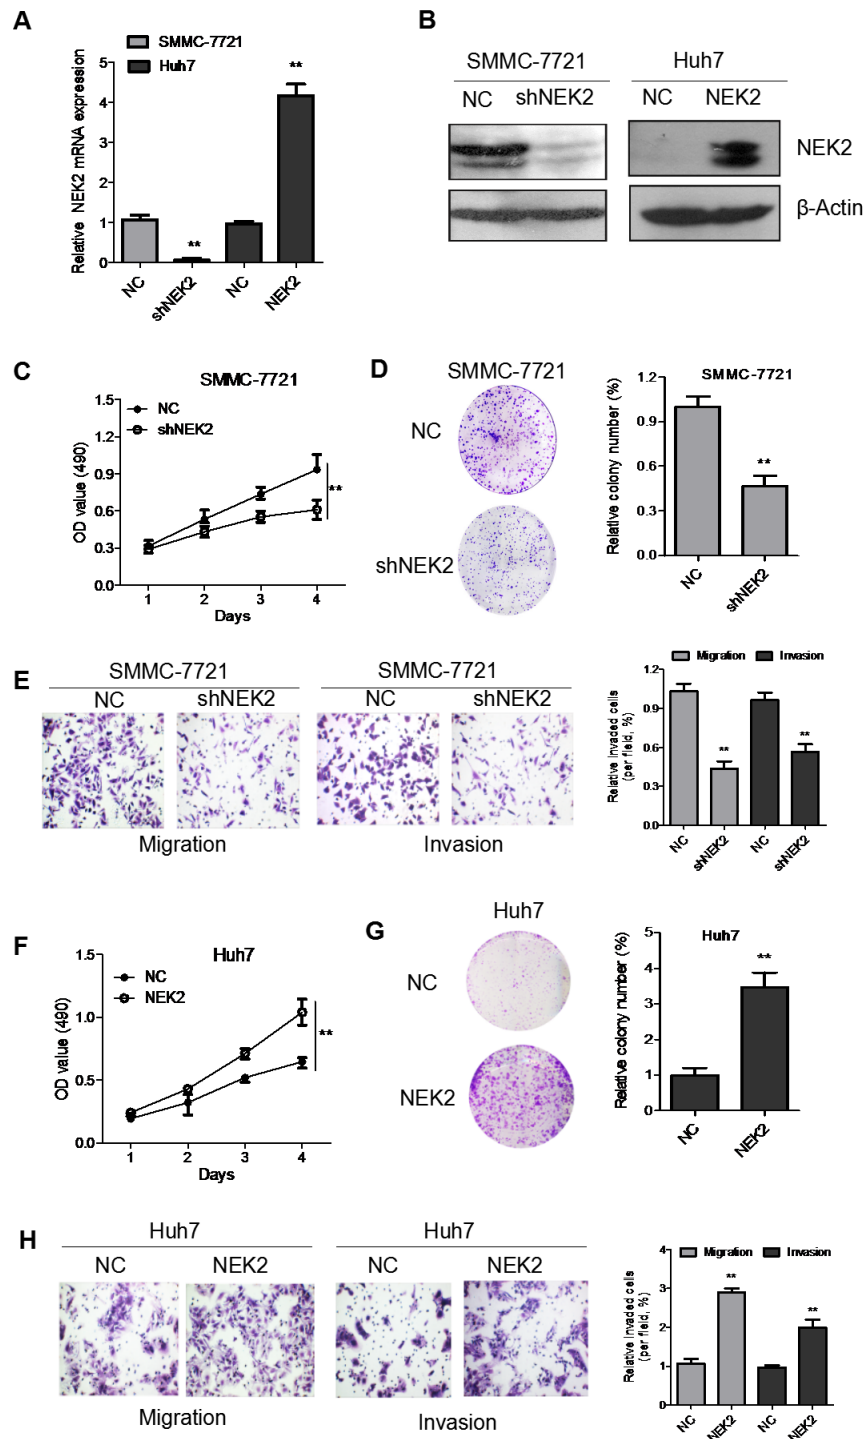 A
SMMC-7721
Huh7
Relative NEK2 mRNA expression
5
4
3
2
1
0
**
**
NC
shNEK2
NC
NEK2
B
SMMC-7721
Huh7
NC
shNEK2
NC
NEK2
NEK2
β-Actin
C
SMMC-7721
NC
shNEK2
OD value (490)
1.5
1.2
0.9
0.6
0.3
0.0
**
1 2 3 4
Days
D
SMMC-7721
NC
shNEK2
SMMC-7721
Relative colony number (%)
1.2
0.9
0.6
0.3
0.0
**
NC
shNEK2
E
SMMC-7721
SMMC-7721
NC
shNEK2
NC
shNEK2
Migration
Invasion
Migration
Invasion
Relative Invaded cells
(per field, %)
1.2
0.9
0.6
0.3
0.0
**
**
NC
shNEK2
NC
shNEK2
F
Huh7
NC
NEK2
OD value (490)
1.5
1.0
0.5
0.0
**
1 2 3 4
Days
G
Huh7
NC
NEK2
Huh7
Relative colony number (%)
5
4
3
2
1
0
**
NC
NEK2
H
Huh7
Huh7
NC
NEK2
NC
NEK2
Migration
Invasion
Migration
Invasion
Relative Invaded cells
(per field, %)
4
3
2
1
0
**
**
NC
NEK2
NC
NEK2